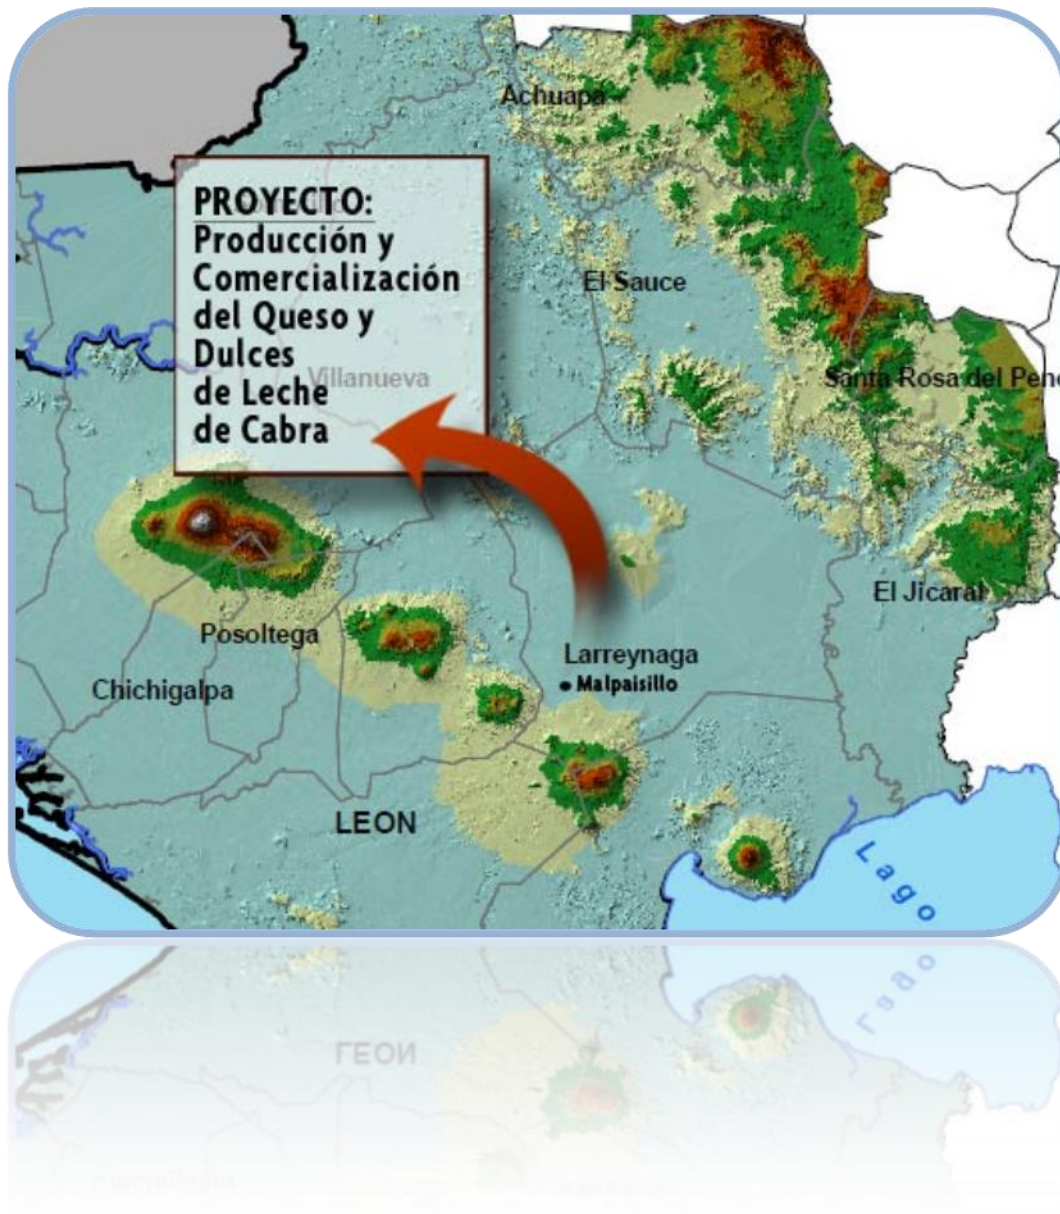 Achuapa
PROYECTO:
Producción y
Comercialización
del Queso y
Dulces
de Leche
de Cabra
El Sauce
Villanueva
Santa Rosa del Peno
El Jicaral
Posoltega
Larreynaga
Chichigalpa
Malpaisillo
LEON
Lago